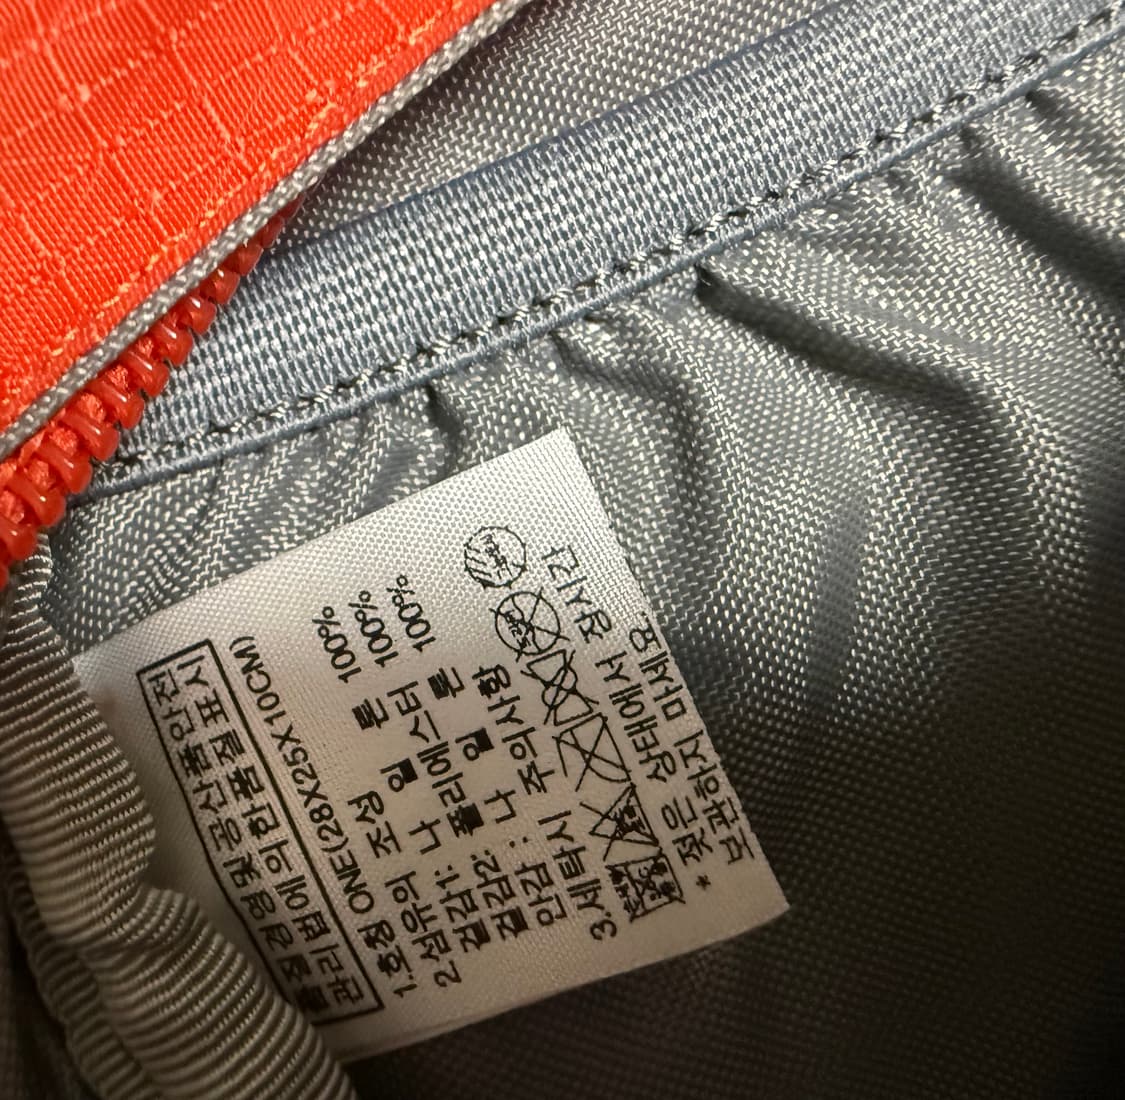 품질경영및공산품안전
관리법에의한품질표시
1.호칭 ONE(28X25X10CM)
2.섬유의 조성
겉감1: 나 일 론 100%
겉감2: 폴리에스터 100%
안감 : 나 일 론 100%
3.세탁시 주의사항
* 젖은 상태에서 장시간
보관하지 마세요.